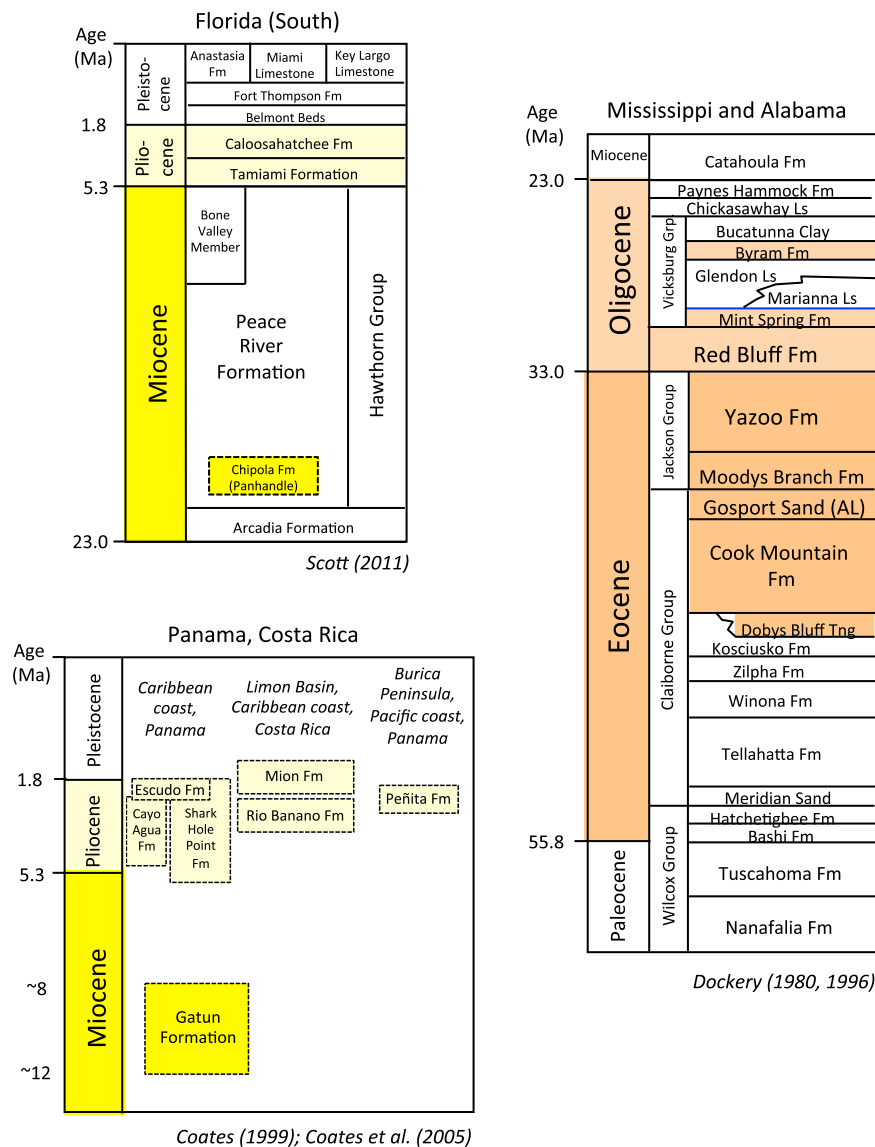 Florida (South)
Age
(Ma)
Pleisto-
cene
Anastasia
Fm
Miami
Limestone
Key Largo
Limestone
Fort Thompson Fm
Belmont Beds
1.8
Plio-
cene
Caloosahatchee Fm
Tamiami Formation
5.3
Miocene
Bone
Valley
Member
Peace
River
Formation
Hawthorn Group
Chipola Fm
(Panhandle)
Arcadia Formation
23.0
Scott (2011)
Mississippi and Alabama
Age
(Ma)
Miocene
Catahoula Fm
23.0
Oligocene
Paynes Hammock Fm
Chickasawhay Ls
Vicksburg Grp.
Bucatunna Clay
Byram Fm
Glendon Ls
Marianna Ls
Mint Spring Fm
Red Bluff Fm
33.0
Eocene
Jackson Group
Yazoo Fm
Moodys Branch Fm
Claiborne Group
Gosport Sand (AL)
Cook Mountain
Fm
Dobys Bluff Tng
Kosciusko Fm
Zilpha Fm
Winona Fm
Tellahatta Fm
Meridian Sand
Wilcox Group
Hatchetigbee Fm
Bashi Fm
55.8
Paleocene
Tuscahoma Fm
Nanafalia Fm
Dockery (1980, 1996)
Panama, Costa Rica
Age
(Ma)
Pleistocene
Caribbean
coast,
Panama
Limon Basin,
Caribbean coast,
Costa Rica
Burica
Peninsula,
Pacific coast,
Panama
1.8
Pliocene
Escudo Fm
Cayo
Agua
Fm
Shark
Hole
Point
Fm
Mion Fm
Rio Banano Fm
Peñita Fm
5.3
Miocene
~8
Gatun
Formation
~12
Coates (1999); Coates et al. (2005)